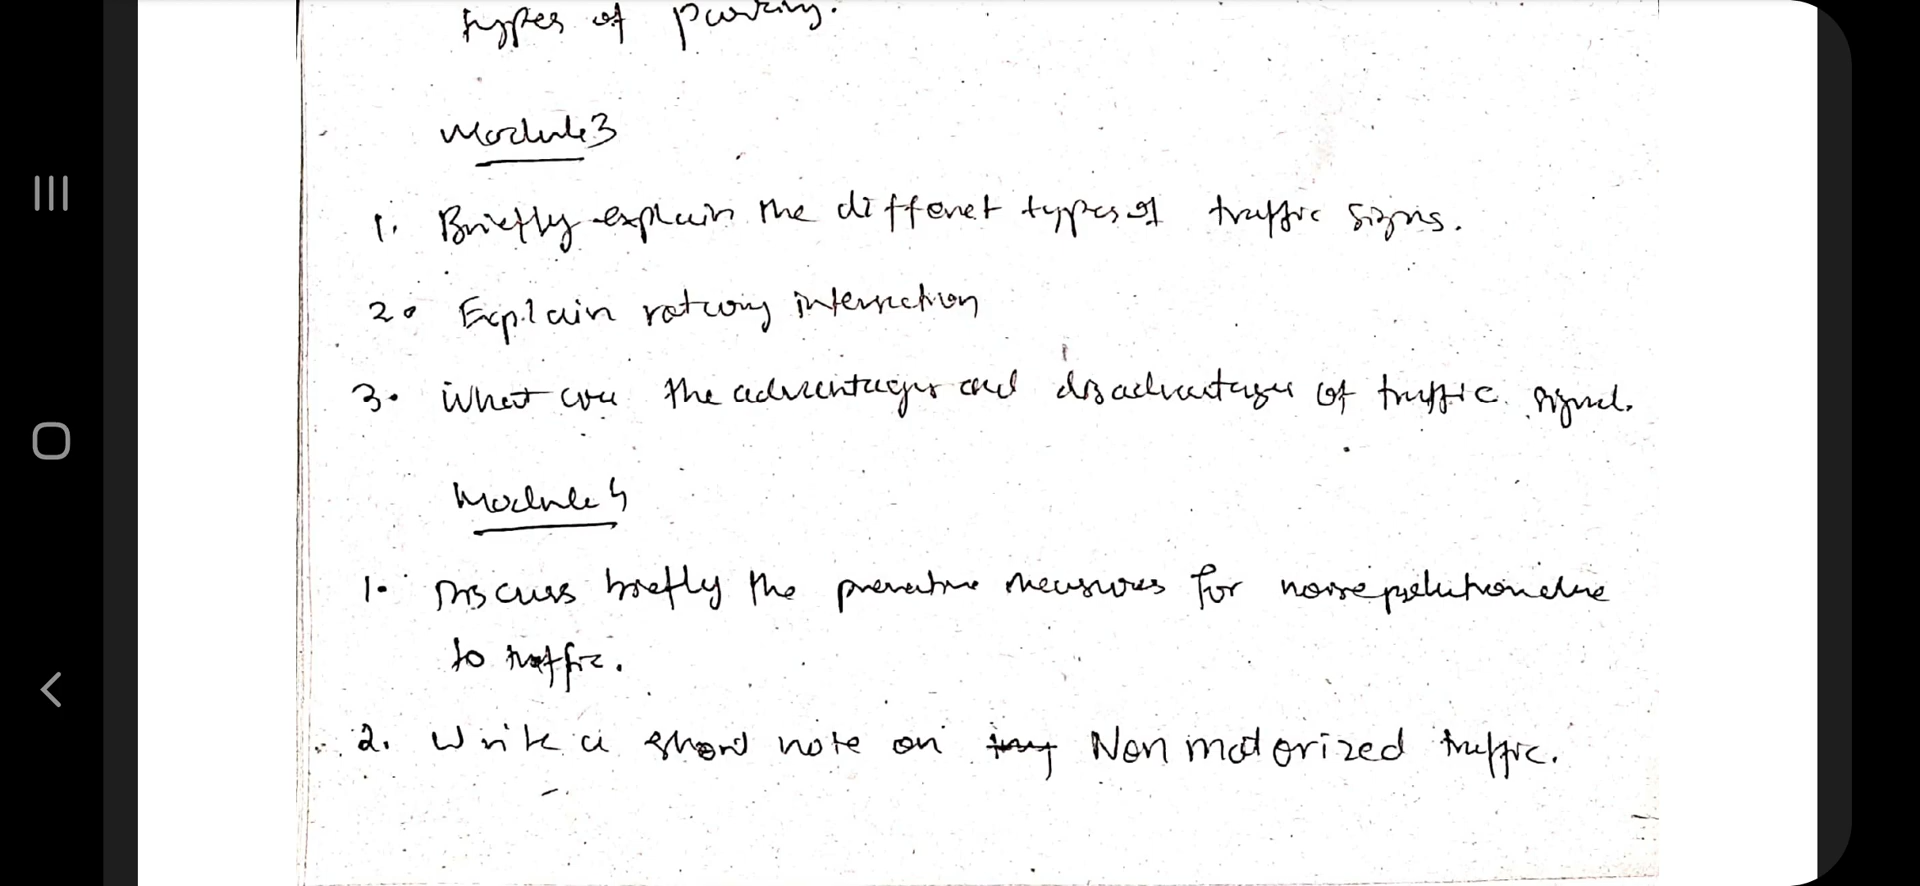 types of parking.
Module 3
1. Briefly explain the differet types of traffic signs.
2. Explain rotary intersection
3. What are the advantages and disadvantages of traffic signal.
Module 4
1. Discuss briefly the preventive measures for noise pollution due
to traffic.
2. Write a short note on Non motorized traffic.